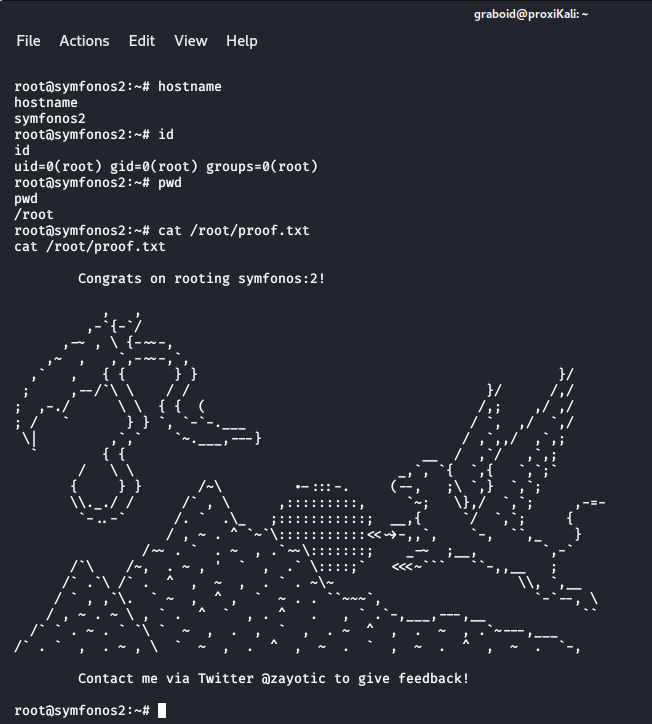 graboid@proxiKali: ~
File Actions Edit View Help
root@symfonos2:~# hostname
hostname
symfonos2
root@symfonos2:~# id
id
uid=0(root) gid=0(root) groups=0(root)
root@symfonos2:~# pwd
pwd
/root
root@symfonos2:~# cat /root/proof.txt
cat /root/proof.txt
Congrats on rooting symfonos:2!
Contact me via Twitter @zayotic to give feedback!
root@symfonos2:~#